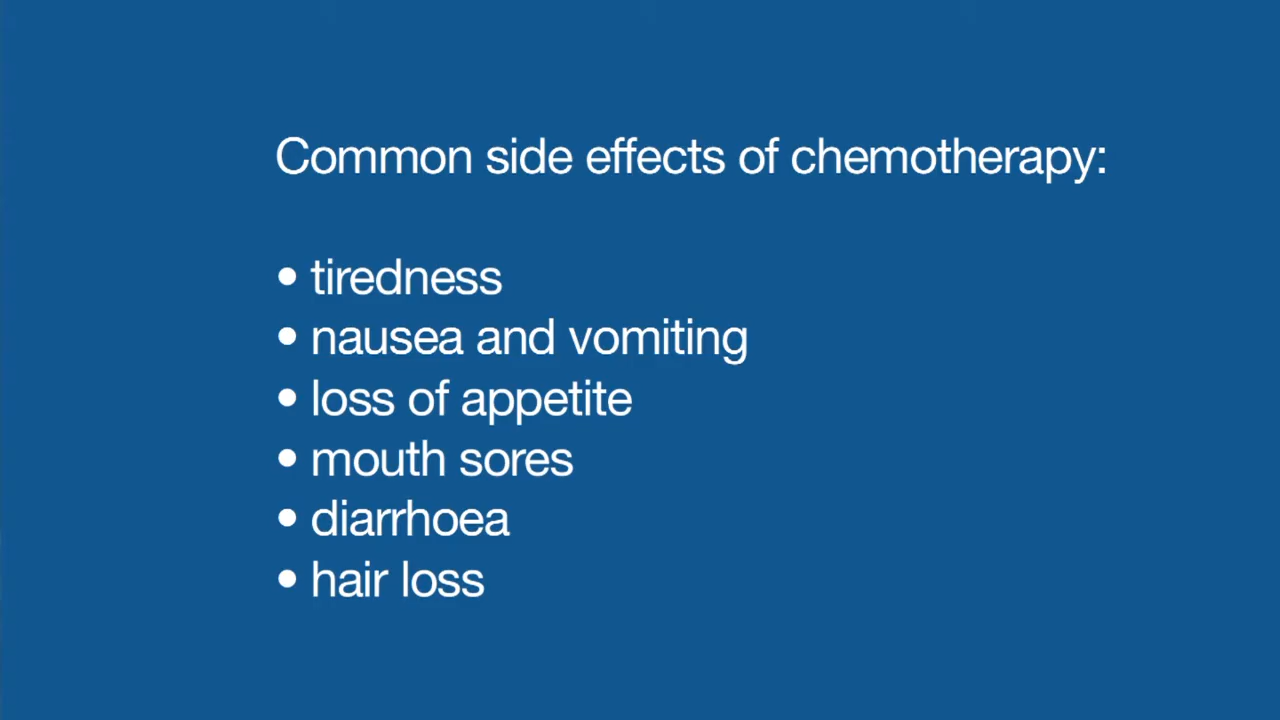 Common side effects of chemotherapy:
• tiredness
• nausea and vomiting
• loss of appetite
• mouth sores
• diarrhoea
• hair loss